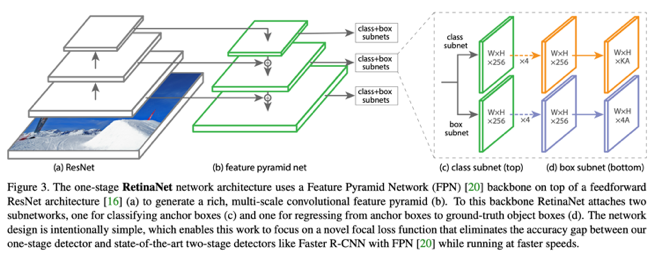 class+box
subnets
class+box
subnets
class+box
subnets
class
subnet
W×H
×256
×4
W×H
×256
W×H
×KA
box
subnet
W×H
×256
×4
W×H
×256
W×H
×4A
(a) ResNet
(b) feature pyramid net
(c) class subnet (top)
(d) box subnet (bottom)
Figure 3. The one-stage RetinaNet network architecture uses a Feature Pyramid Network (FPN) [20] backbone on top of a feedforward
ResNet architecture [16] (a) to generate a rich, multi-scale convolutional feature pyramid (b). To this backbone RetinaNet attaches two
subnetworks, one for classifying anchor boxes (c) and one for regressing from anchor boxes to ground-truth object boxes (d). The network
design is intentionally simple, which enables this work to focus on a novel focal loss function that eliminates the accuracy gap between our
one-stage detector and state-of-the-art two-stage detectors like Faster R-CNN with FPN [20] while running at faster speeds.